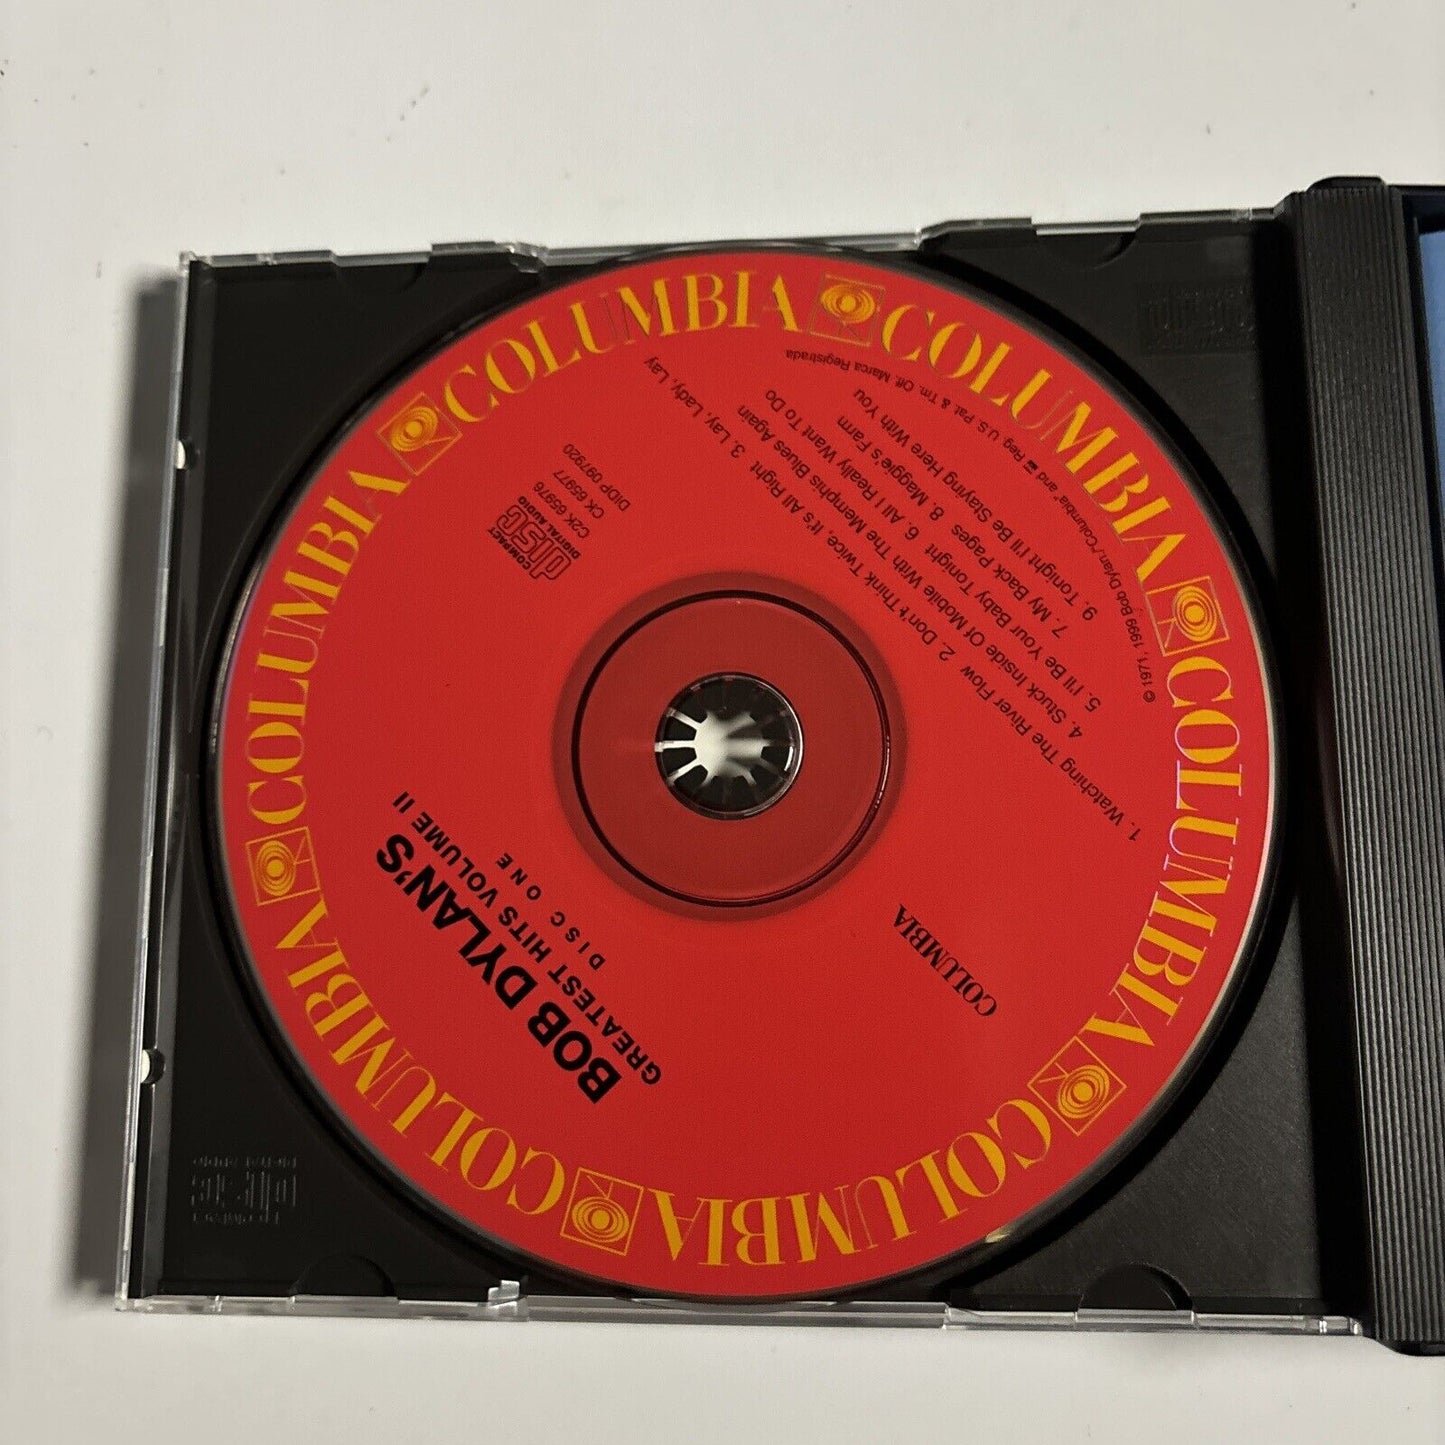 BOB DYLAN'S
GREATEST HITS VOLUME II
DISC ONE
COLUMBIA
COMPACT
disc
DIGITAL AUDIO
C2K 65976
CK 65977
DIDP 097920
1. Watching The River Flow 2. Don't Think Twice, It's All Right 3. Lay, Lady, Lay
4. Stuck Inside Of Mobile With The Memphis Blues Again
5. I'll Be Your Baby Tonight 6. All I Really Want To Do
7. My Back Pages 8. Maggie's Farm
9. Tonight I'll Be Staying Here With You
© 1971, 1999 Bob Dylan./"Columbia" and Reg. U.S. Pat. & Tm. Off. Marca Registrada
COLUMBIA
COLUMBIA
COLUMBIA
COLUMBIA
COLUMBIA
COLUMBIA
COMPACT
disc
DIGITAL AUDIO